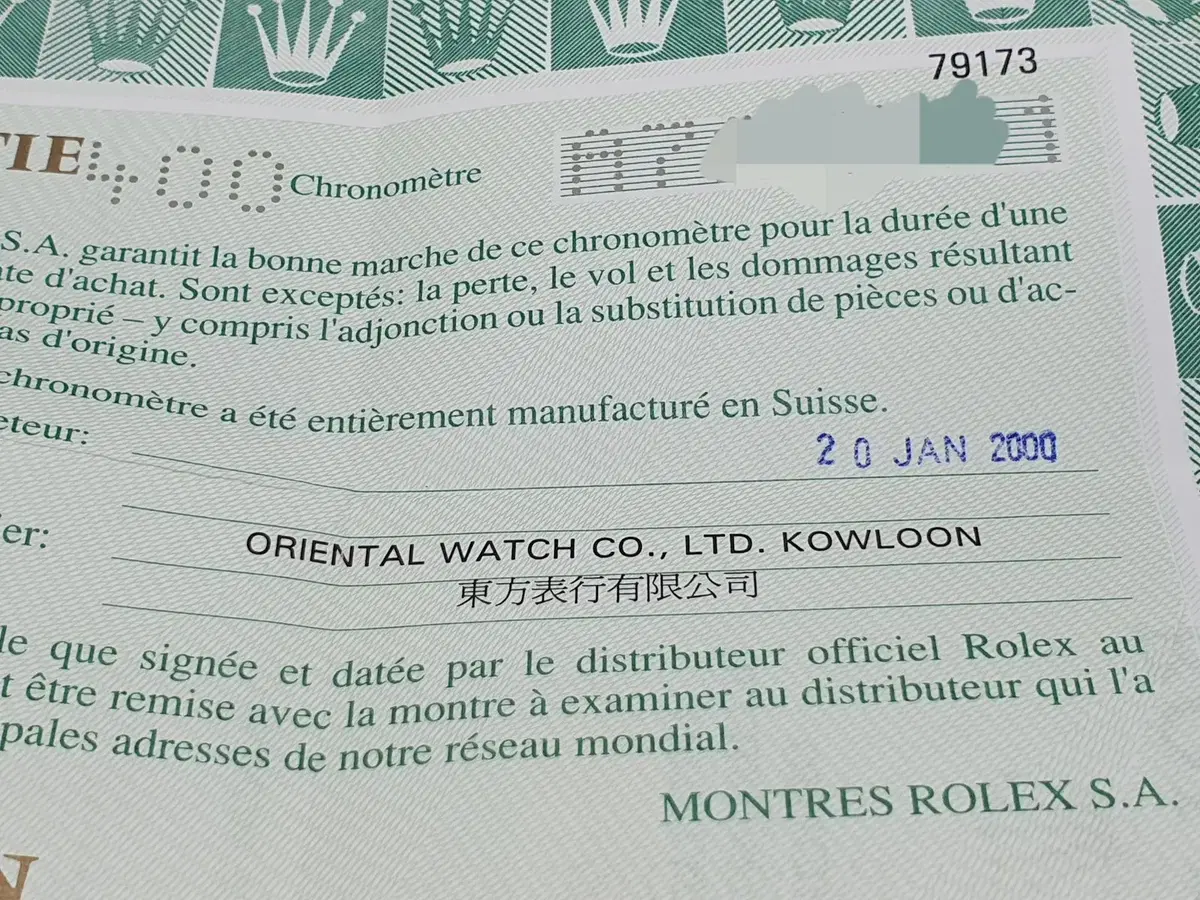 79173
TIE 400 Chronomètre
S.A. garantit la bonne marche de ce chronomètre pour la durée d'une
d'achat. Sont exceptés: la perte, le vol et les dommages résultant
proprié – y compris l'adjonction ou la substitution de pièces ou d'ac-
as d'origine.
chronomètre a été entièrement manufacturé en Suisse.
eteur:
20 JAN 2000
er:
ORIENTAL WATCH CO., LTD. KOWLOON
東方表行有限公司
le que signée et datée par le distributeur officiel Rolex au
t être remise avec la montre à examiner au distributeur qui l'a
pales adresses de notre réseau mondial.
MONTRES ROLEX S.A.
N